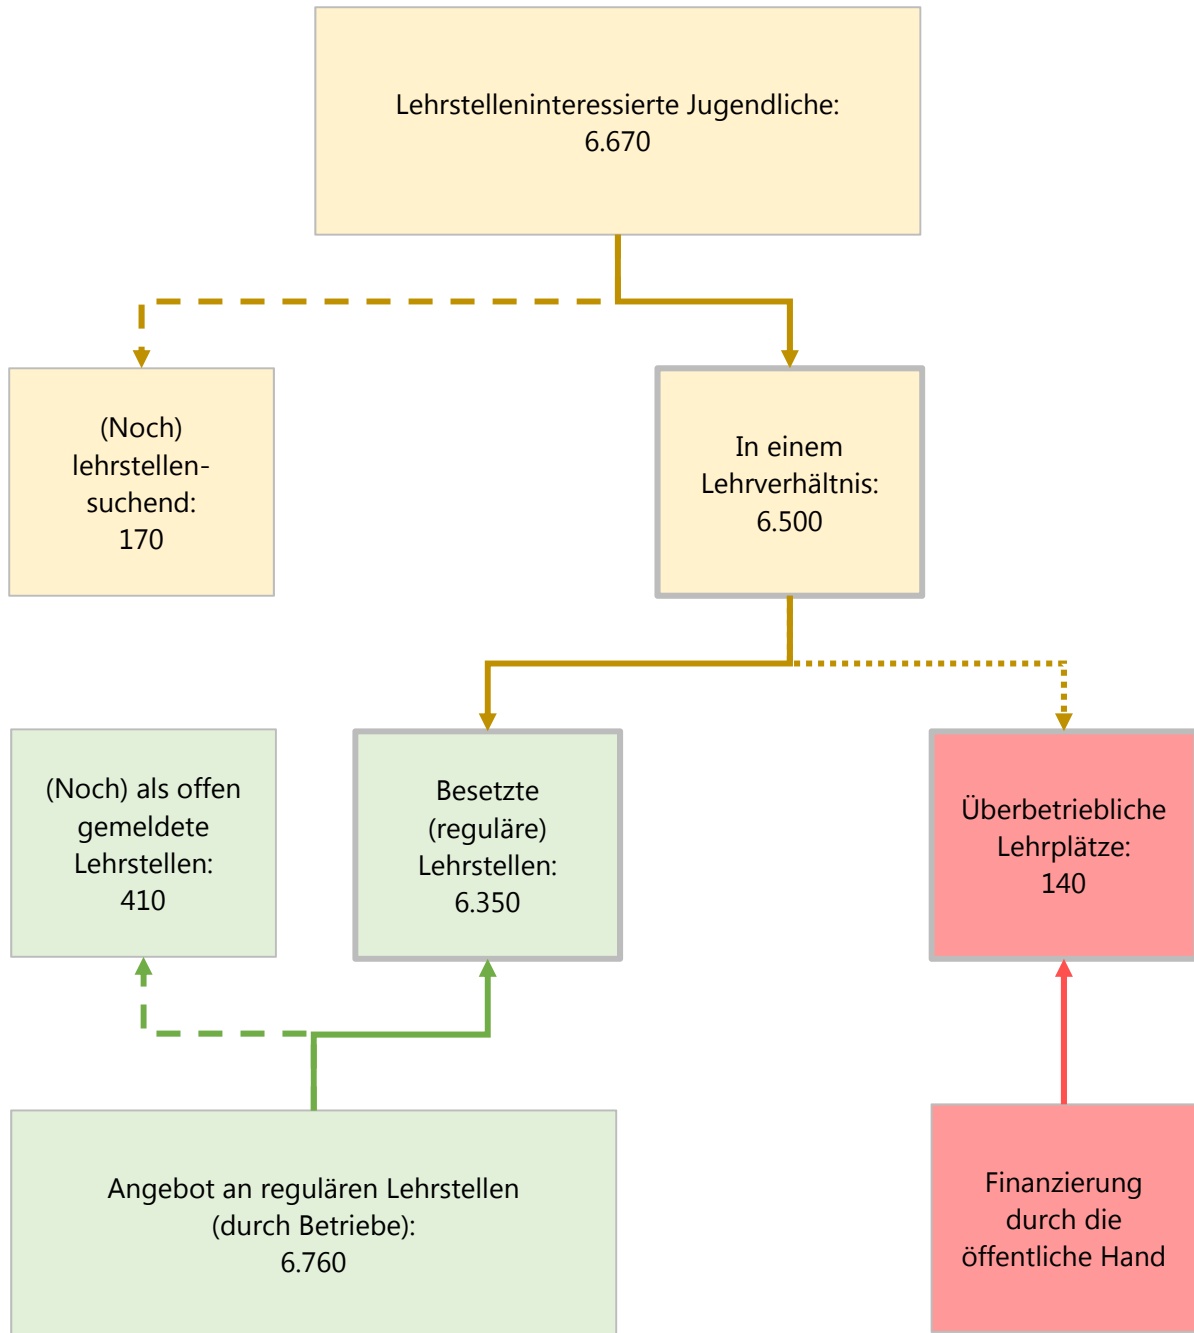 Lehrstelleninteressierte Jugendliche:
6.670
(Noch)
lehrstellen-
suchend:
170
In einem
Lehrverhältnis:
6.500
(Noch) als offen
gemeldete
Lehrstellen:
410
Besetzte
(reguläre)
Lehrstellen:
6.350
Überbetriebliche
Lehrplätze:
140
Angebot an regulären Lehrstellen
(durch Betriebe):
6.760
Finanzierung
durch die
öffentliche Hand